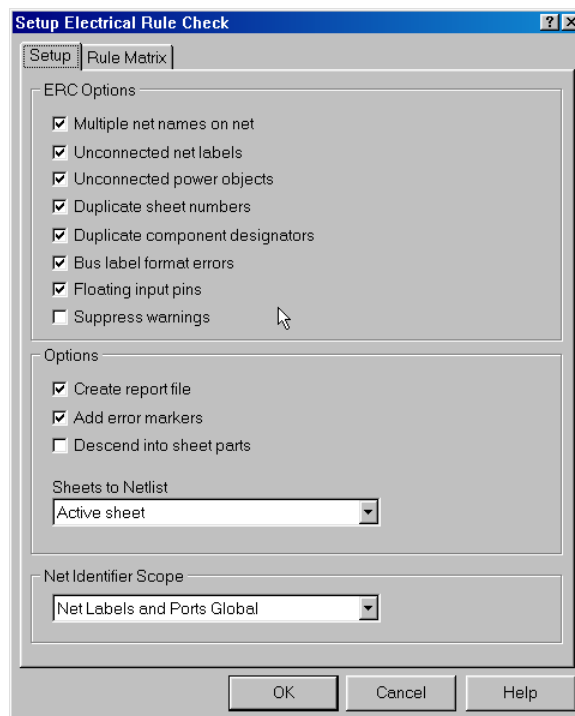 Setup Electrical Rule Check
Setup Rule Matrix
ERC Options
Multiple net names on net
Unconnected net labels
Unconnected power objects
Duplicate sheet numbers
Duplicate component designators
Bus label format errors
Floating input pins
Suppress warnings
Options
Create report file
Add error markers
Descend into sheet parts
Sheets to Netlist
Active sheet
Net Identifier Scope
Net Labels and Ports Global
OK Cancel Help